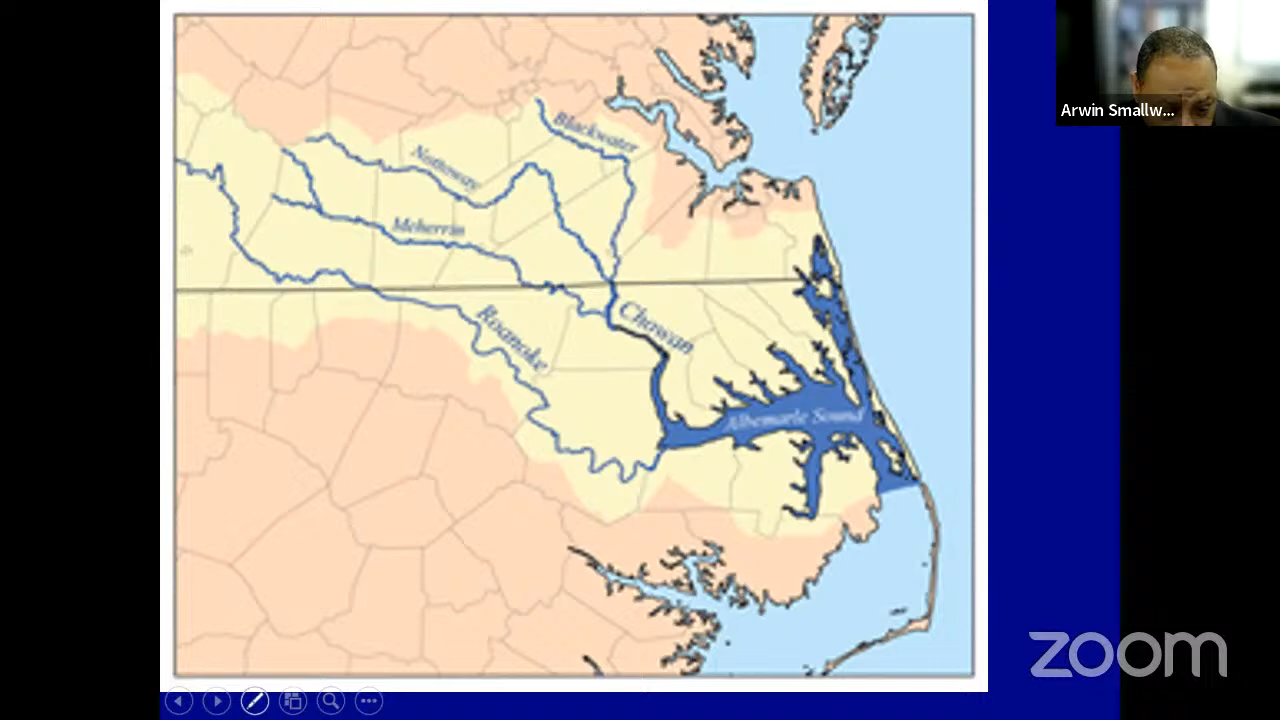 Arwin Smallw...
Blackwater
Nottoway
Meherrin
Roanoke
Chowan
Albemarle Sound
zoom